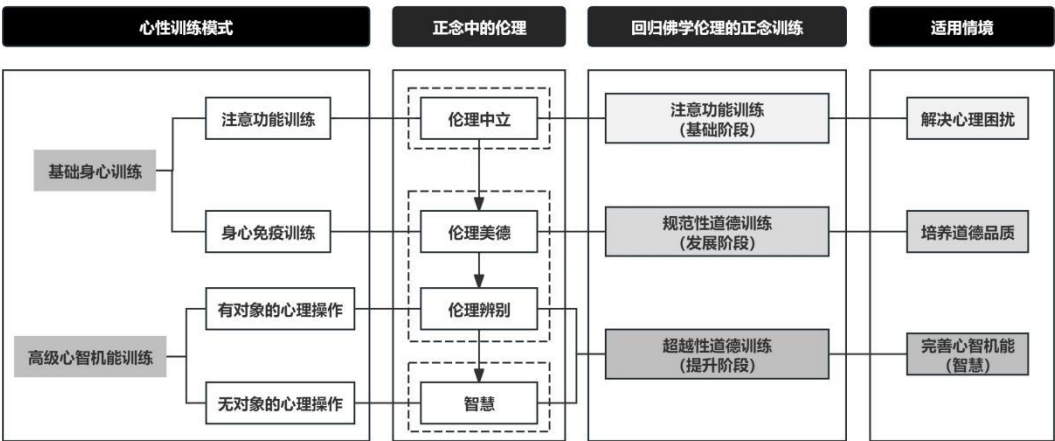 心性训练模式
正念中的伦理
回归佛学伦理的正念训练
适用情境
注意功能训练
伦理中立
注意功能训练
(基础阶段)
解决心理困扰
基础身心训练
身心免疫训练
伦理美德
规范性道德训练
(发展阶段)
培养道德品质
有对象的心理操作
伦理辨别
高级心智机能训练
超越性道德训练
(提升阶段)
完善心智机能
(智慧)
无对象的心理操作
智慧